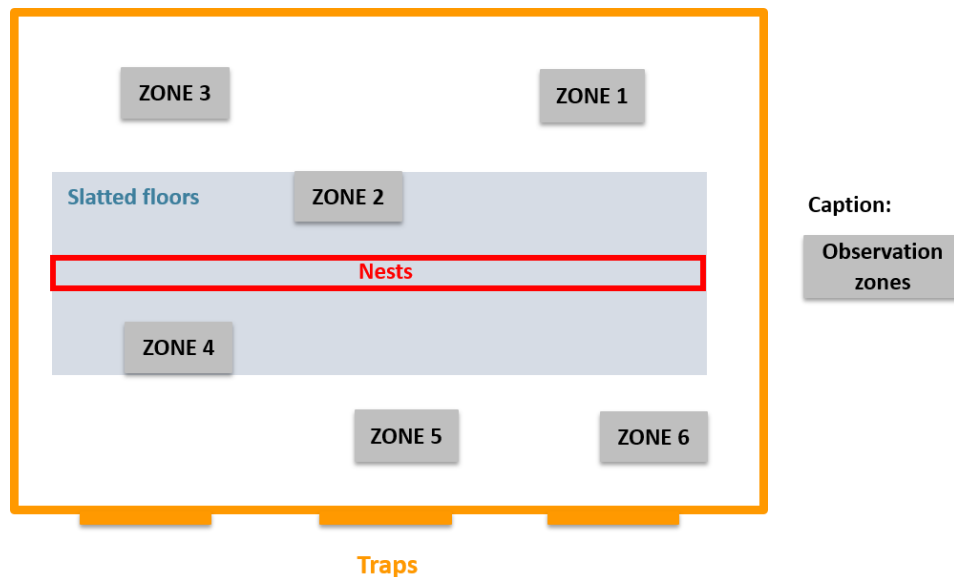 ZONE 3
ZONE 1
Slatted floors
ZONE 2
Caption:
Observation
zones
Nests
ZONE 4
ZONE 5
ZONE 6
Traps